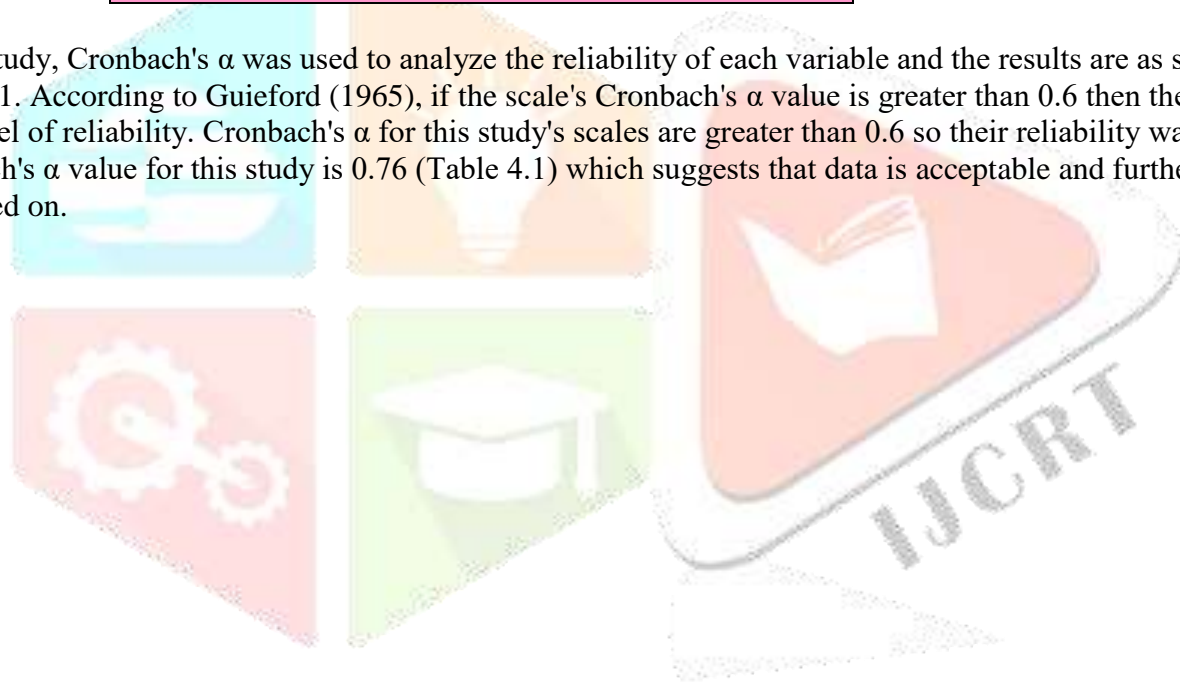 tudy, Cronbach's α was used to analyze the reliability of each variable and the results are as s
1. According to Guieford (1965), if the scale's Cronbach's α value is greater than 0.6 then the
el of reliability. Cronbach's α for this study's scales are greater than 0.6 so their reliability wa
h's α value for this study is 0.76 (Table 4.1) which suggests that data is acceptable and furthe
ed on.
IJCRT